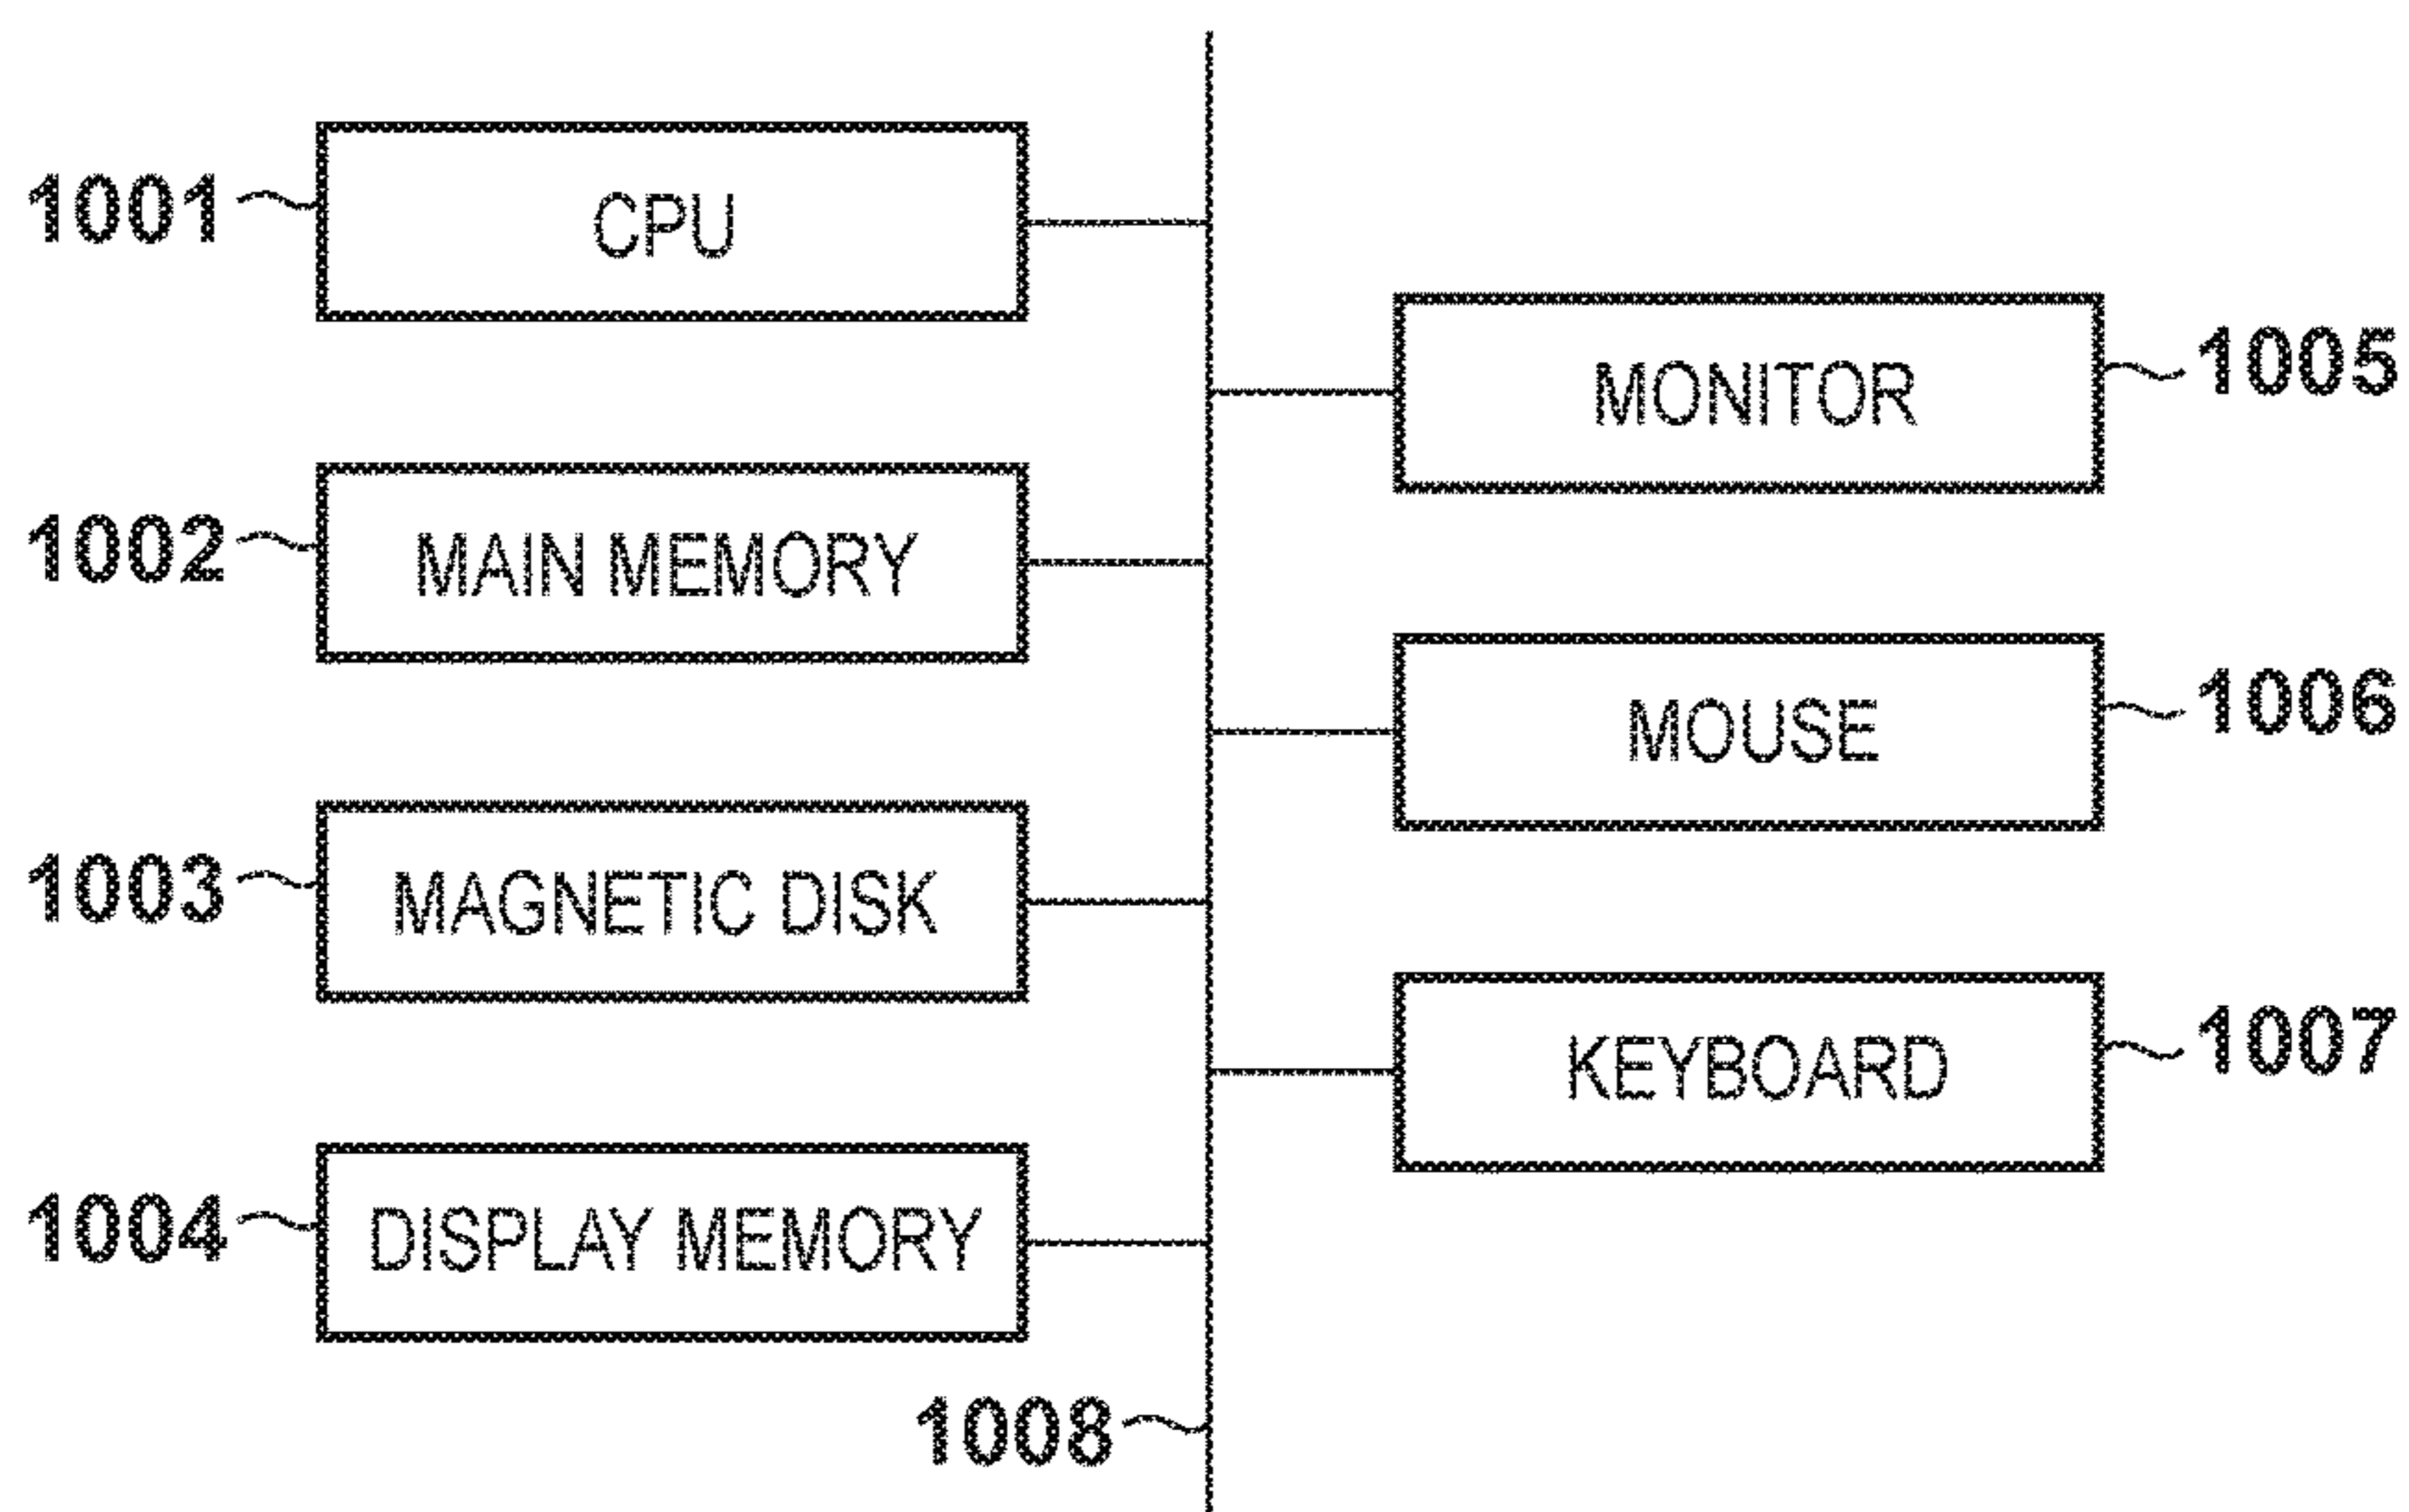 1001 CPU
1005 MONITOR
1002 MAIN MEMORY
1006 MOUSE
1003 MAGNETIC DISK
1007 KEYBOARD
1004 DISPLAY MEMORY
1008